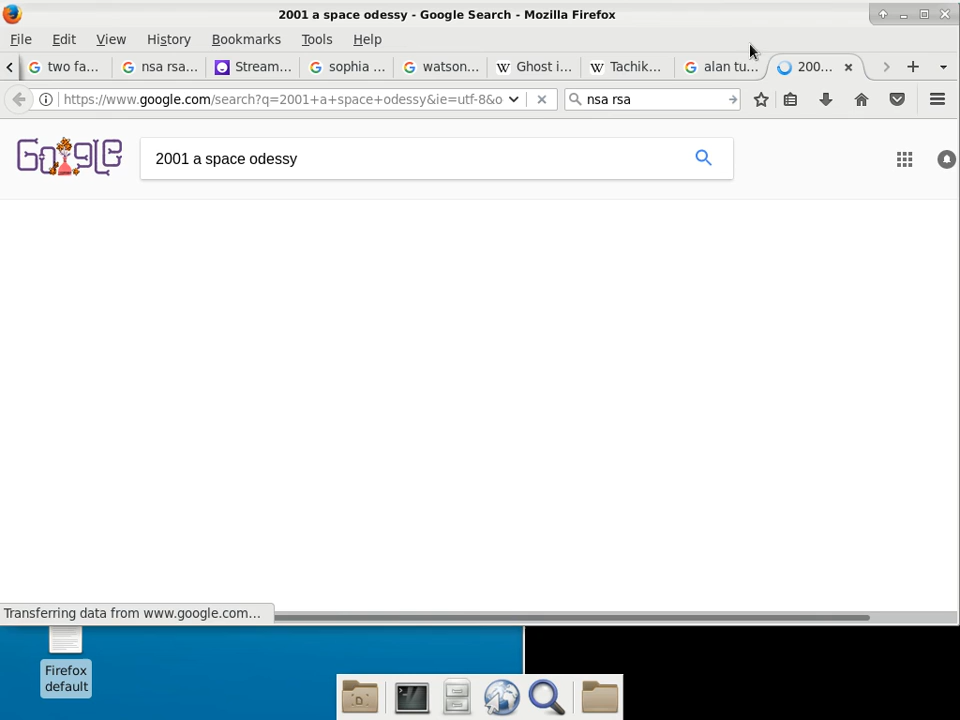 2001 a space odessy - Google Search - Mozilla Firefox
File Edit View History Bookmarks Tools Help
two fa... nsa rsa... Stream... sophia ... watson... Ghost i... Tachik... alan tu... 200...
https://www.google.com/search?q=2001+a+space+odessy&ie=utf-8&o nsa rsa
Google 2001 a space odessy
Transferring data from www.google.com...
Firefox
default